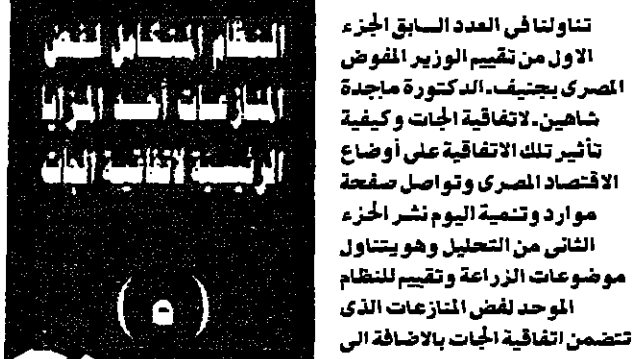 تناولنا في العدد السابق الجزء
الاول من تقييم الوزير المفوض
المصرى بجنيف ـ الدكتورة ماجدة
شاهين ـ لاتفاقية الجات وكيفية
تأثير تلك الاتفاقية على أوضاع
الاقتصاد المصرى وتواصل صفحة
موارد وتنمية اليوم نشر الجزء
الثانى من التحليل وهو يتناول
موضوعات الزراعة وتقييم للنظام
الموحد لفض المنازعات الذى
تتضمن اتفاقية الجات بالاضافة الى
النظام المتكامل لفض
المنازعات أحد المزايا
الرئيسية لاتفاقية الجات
(٥)